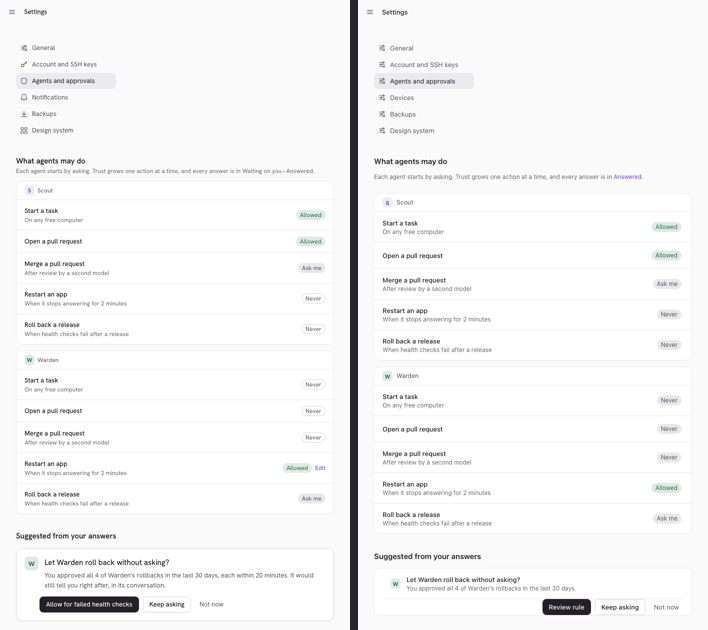 Settings
General
Account and SSH keys
Agents and approvals
Notifications
Backups
Design system
What agents may do
Each agent starts by asking. Trust grows one action at a time, and every answer is in Waiting on you › Answered.
S Scout
Start a task
On any free computer
Allowed
Open a pull request
Allowed
Merge a pull request
After review by a second model
Ask me
Restart an app
When it stops answering for 2 minutes
Never
Roll back a release
When health checks fail after a release
Never
W Warden
Start a task
On any free computer
Never
Open a pull request
Never
Merge a pull request
After review by a second model
Never
Restart an app
When it stops answering for 2 minutes
Allowed Edit
Roll back a release
When health checks fail after a release
Ask me
Suggested from your answers
W
Let Warden roll back without asking?
You approved all 4 of Warden's rollbacks in the last 30 days, each within 20 minutes. It would
still tell you right after, in its conversation.
Allow for failed health checks Keep asking Not now
Settings
General
Account and SSH keys
Agents and approvals
Devices
Backups
Design system
What agents may do
Each agent starts by asking. Trust grows one action at a time, and every answer is in Answered.
S Scout
Start a task
On any free computer
Allowed
Open a pull request
Allowed
Merge a pull request
After review by a second model
Ask me
Restart an app
When it stops answering for 2 minutes
Never
Roll back a release
When health checks fail after a release
Never
W Warden
Start a task
On any free computer
Never
Open a pull request
Never
Merge a pull request
After review by a second model
Never
Restart an app
When it stops answering for 2 minutes
Allowed
Roll back a release
When health checks fail after a release
Ask me
Suggested from your answers
W
Let Warden roll back without asking?
You approved all 4 of Warden's rollbacks in the last 30 days.
Review rule Keep asking Not now